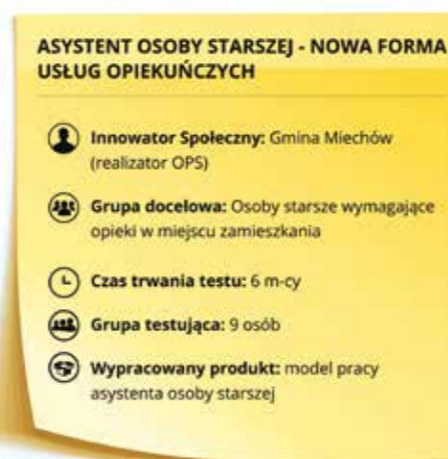 ASYSTENT OSOBY STARSZEJ - NOWA FORMA
USŁUG OPIEKUŃCZYCH
Innowator Społeczny: Gmina Miechów
(realizator OPS)
Grupa docelowa: Osoby starsze wymagające
opieki w miejscu zamieszkania
Czas trwania testu: 6 m-cy
Grupa testująca: 9 osób
Wypracowany produkt: model pracy
asystenta osoby starszej